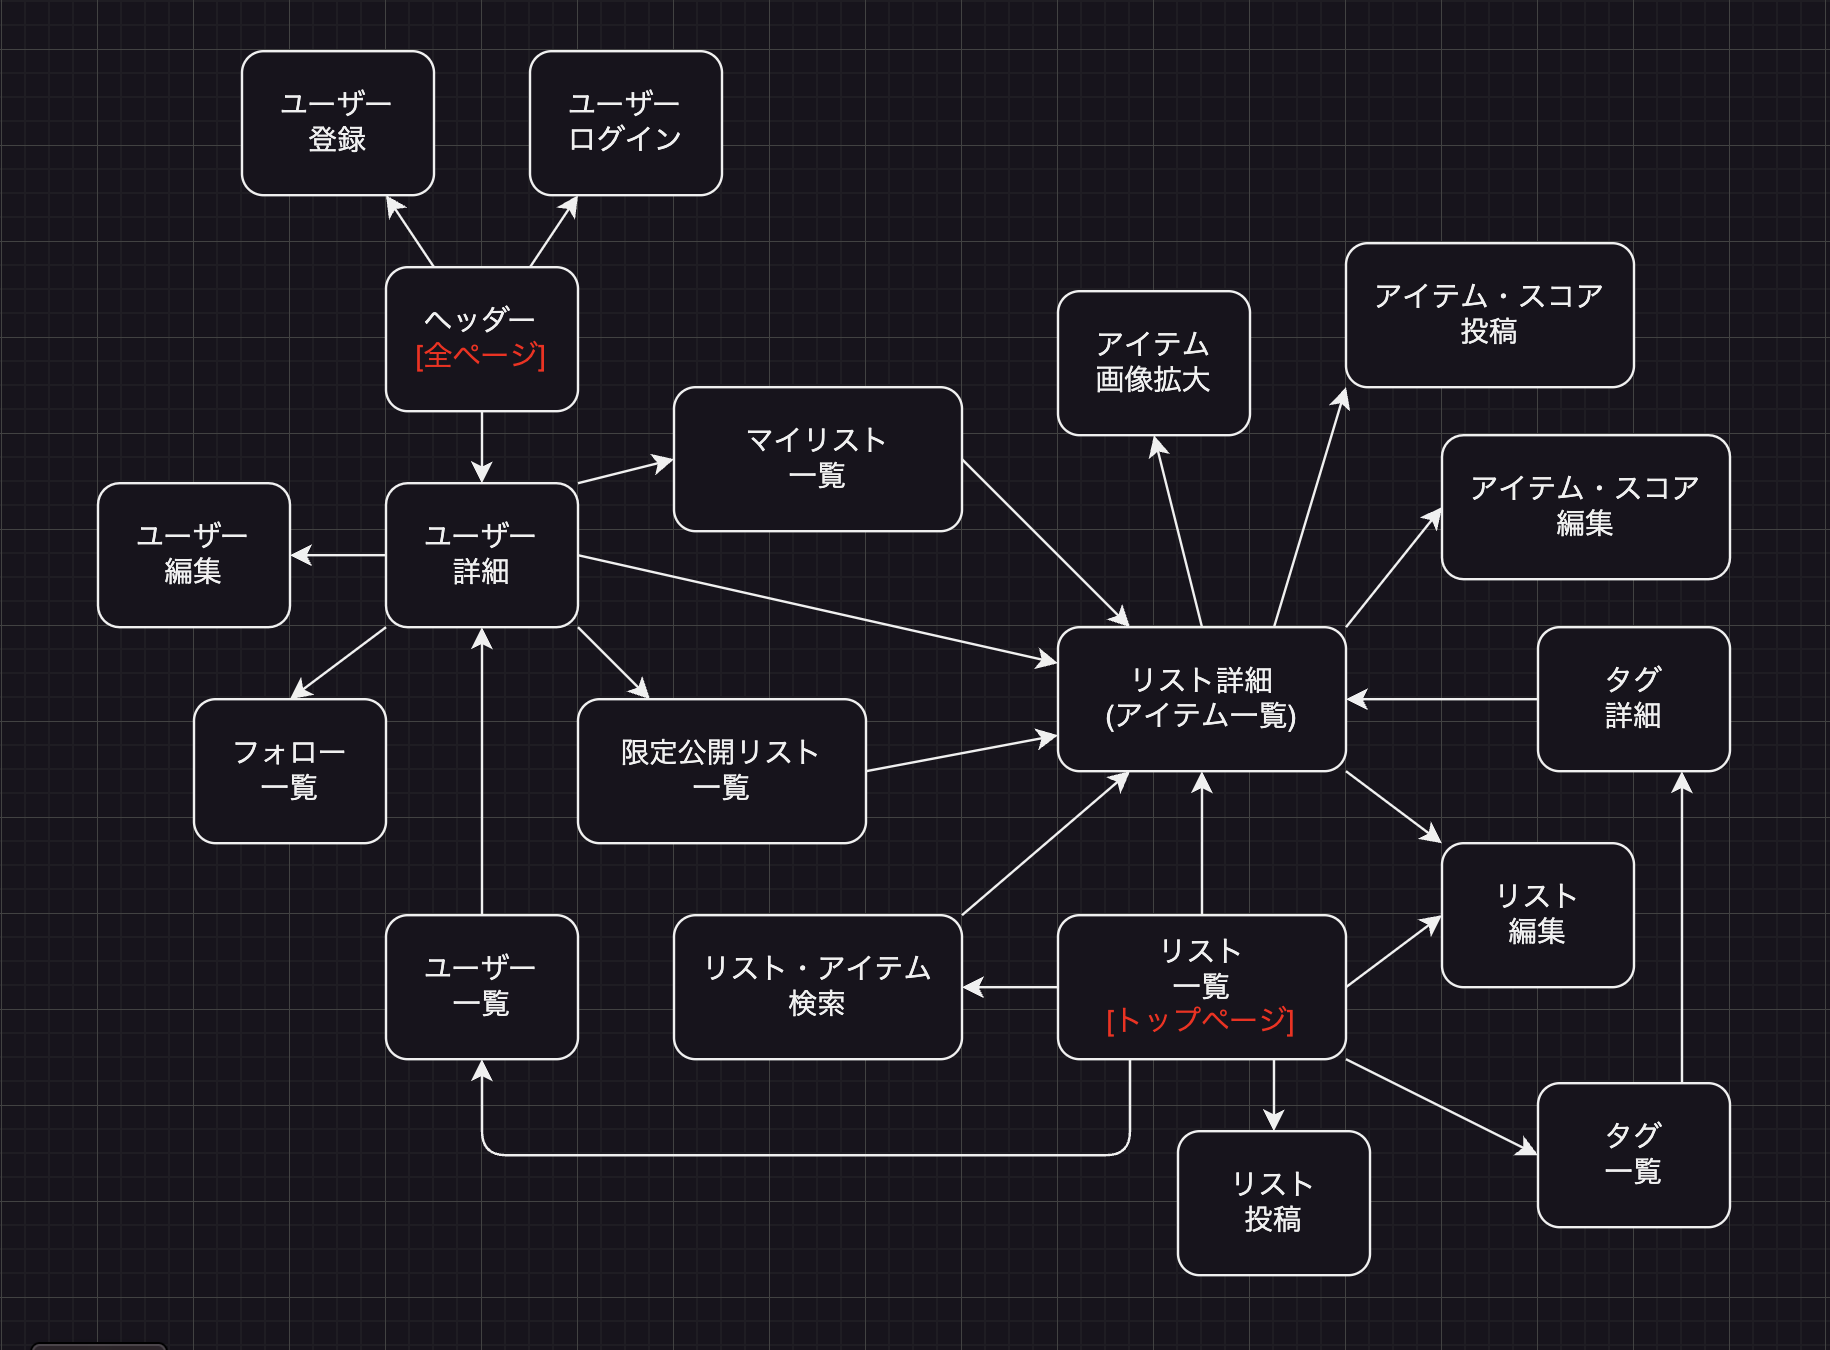 ユーザー
登録
ユーザー
ログイン
ヘッダー
[全ページ]
アイテム
画像拡大
アイテム・スコア
投稿
マイリスト
一覧
アイテム・スコア
編集
ユーザー
編集
ユーザー
詳細
リスト詳細
(アイテム一覧)
タグ
詳細
フォロー
一覧
限定公開リスト
一覧
リスト
編集
ユーザー
一覧
リスト・アイテム
検索
リスト
一覧
[トップページ]
リスト
投稿
タグ
一覧